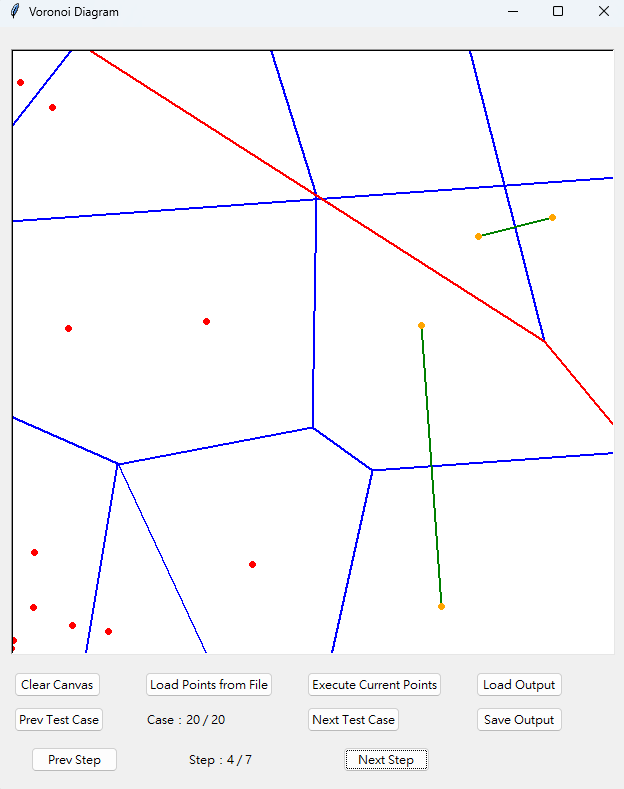 Voronoi Diagram
Clear Canvas Load Points from File Execute Current Points Load Output
Prev Test Case Case : 20 / 20 Next Test Case Save Output
Prev Step Step : 4 / 7 Next Step